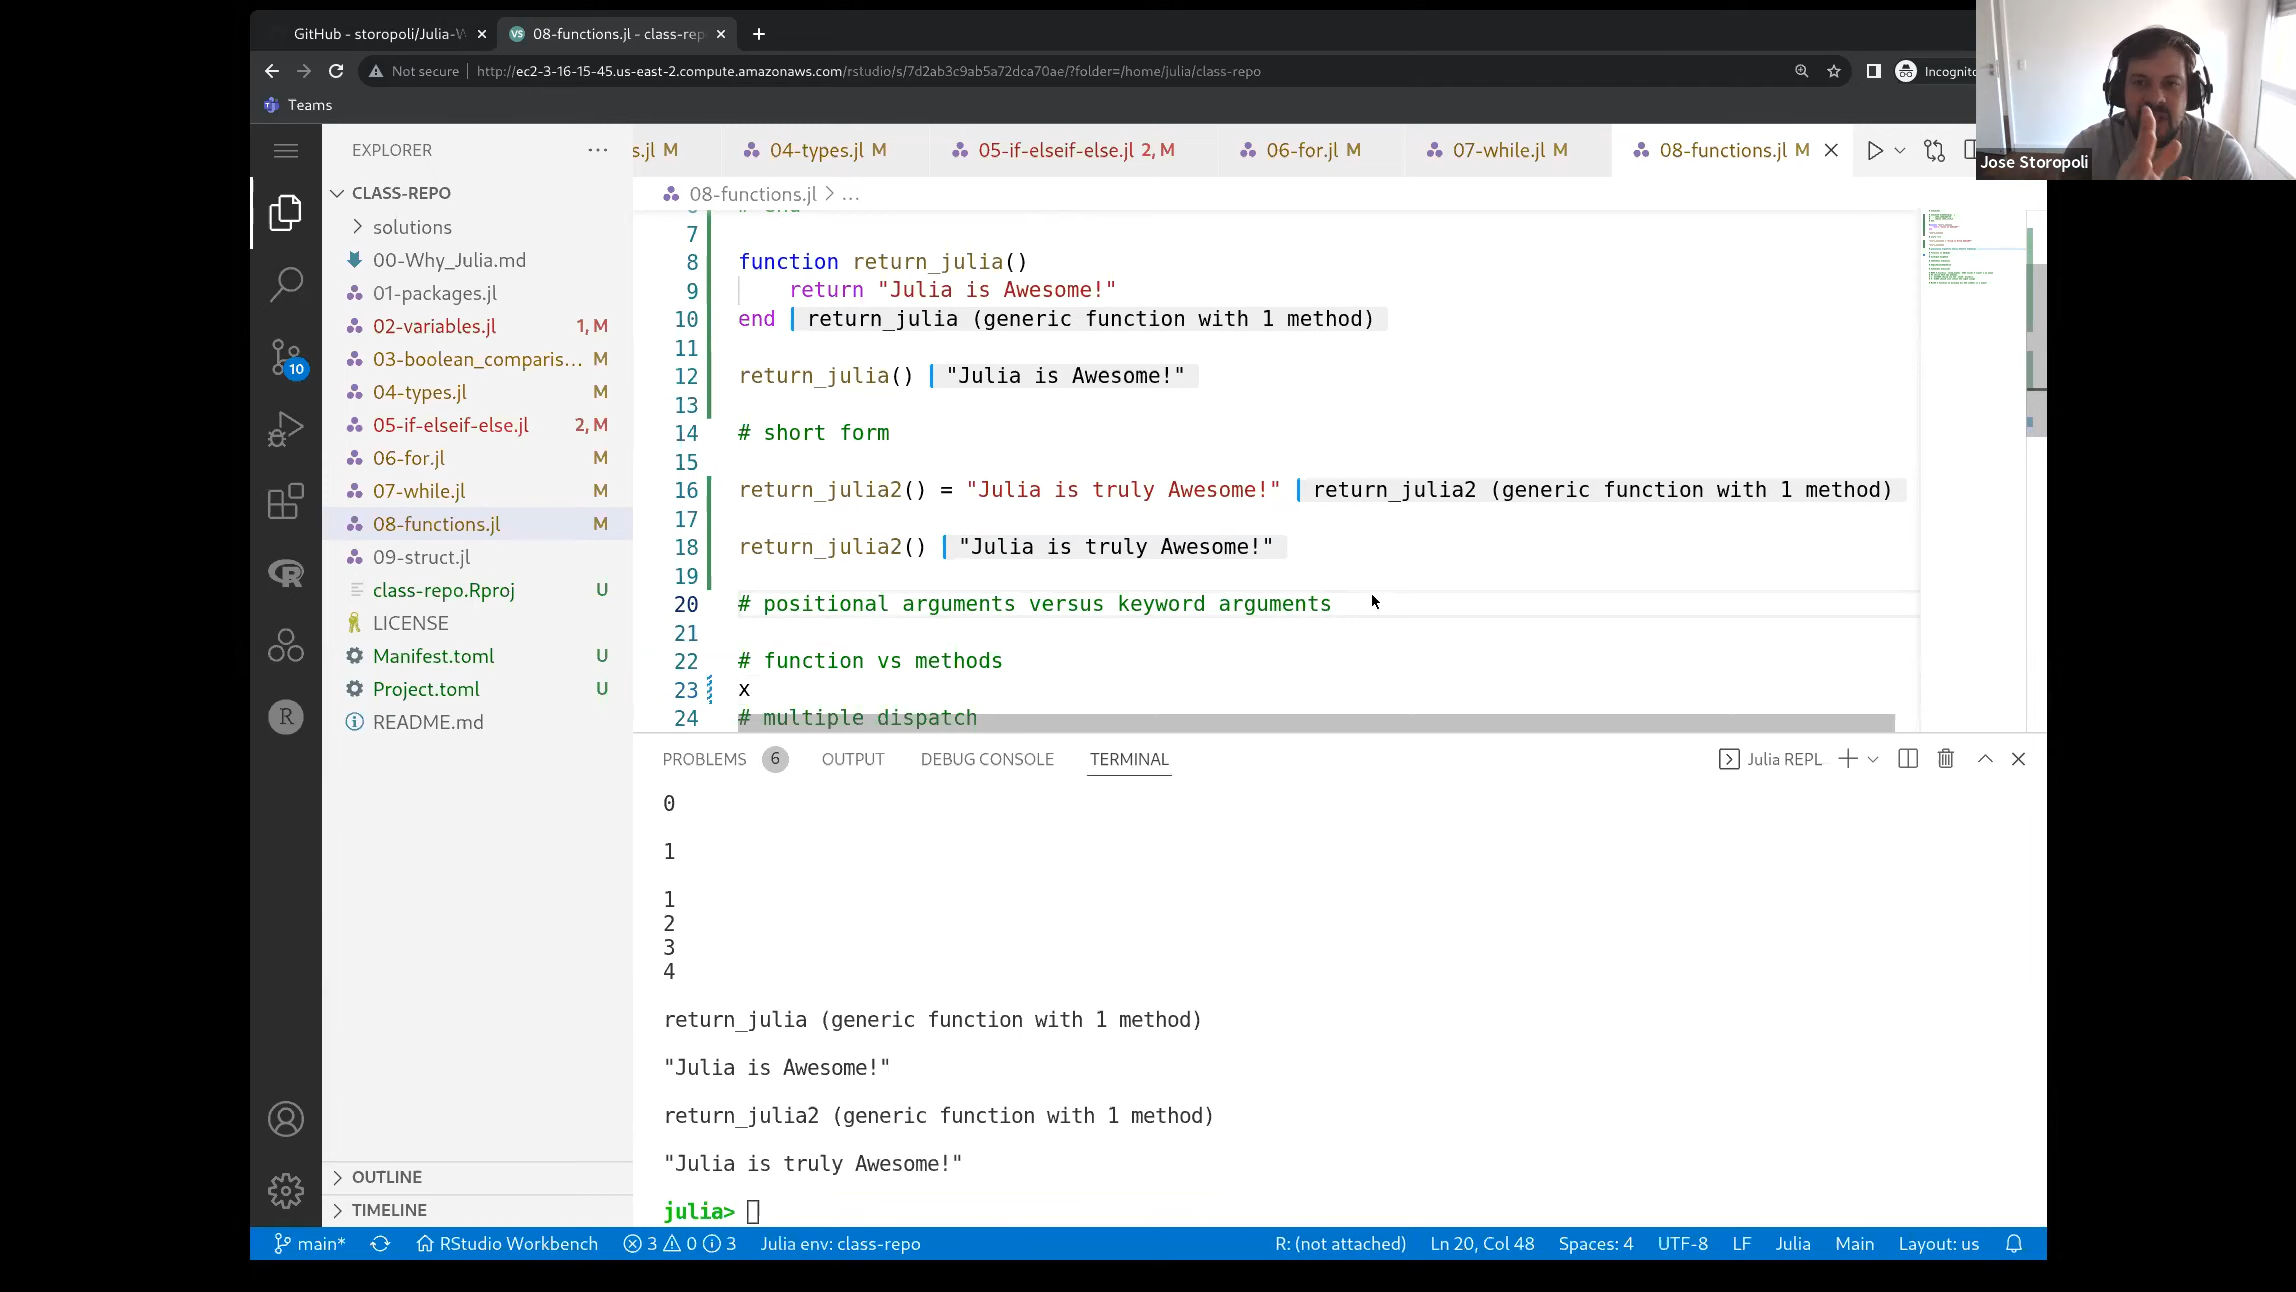 GitHub - storopoli/Julia-W
08-functions.jl - class-rep
Not secure
http://ec2-3-16-15-45.us-east-2.compute.amazonaws.com/rstudio/s/7d2ab3c9ab5a72dca70ae/?folder=/home/julia/class-repo
Incognito
Teams
Jose Storopoli
EXPLORER
CLASS-REPO
solutions
00-Why_Julia.md
01-packages.jl
02-variables.jl 1, M
03-boolean_comparis... M
04-types.jl M
05-if-elseif-else.jl 2, M
06-for.jl M
07-while.jl M
08-functions.jl M
09-struct.jl
class-repo.Rproj U
LICENSE
Manifest.toml U
Project.toml U
README.md
OUTLINE
TIMELINE
10
s.jl M
04-types.jl M
05-if-elseif-else.jl 2, M
06-for.jl M
07-while.jl M
08-functions.jl M
08-functions.jl > ...
7
8 function return_julia()
9 return "Julia is Awesome!"
10 end return_julia (generic function with 1 method)
11
12 return_julia() "Julia is Awesome!"
13
14 # short form
15
16 return_julia2() = "Julia is truly Awesome!" return_julia2 (generic function with 1 method)
17
18 return_julia2() "Julia is truly Awesome!"
19
20 # positional arguments versus keyword arguments
21
22 # function vs methods
23 x
24 # multiple dispatch
PROBLEMS 6 OUTPUT DEBUG CONSOLE TERMINAL
Julia REPL
0
1
1
2
3
4
return_julia (generic function with 1 method)
"Julia is Awesome!"
return_julia2 (generic function with 1 method)
"Julia is truly Awesome!"
julia>
main* RStudio Workbench 3 0 3 Julia env: class-repo
R: (not attached) Ln 20, Col 48 Spaces: 4 UTF-8 LF Julia Main Layout: us